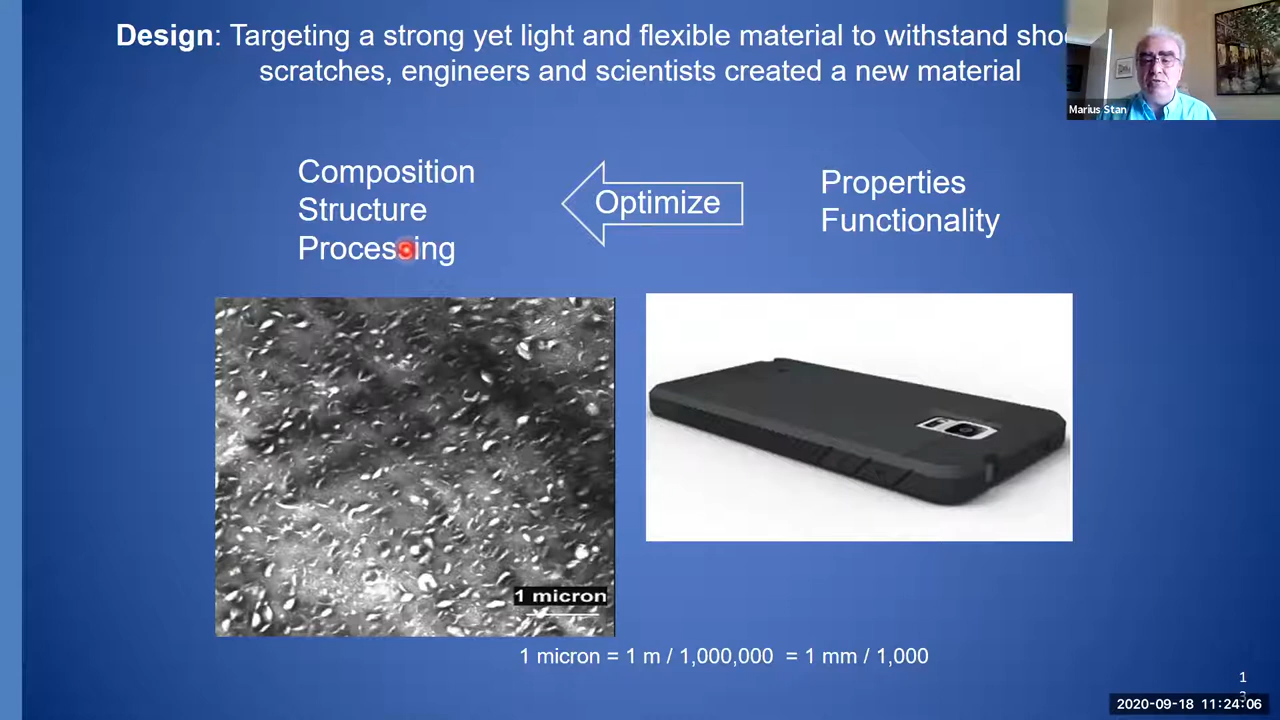 Design: Targeting a strong yet light and flexible material to withstand
scratches, engineers and scientists created a new material
Marius Stan
Composition
Structure
Processing
Optimize
Properties
Functionality
1 micron
1 micron = 1 m / 1,000,000 = 1 mm / 1,000
1
3
2020-09-18 11:24:06